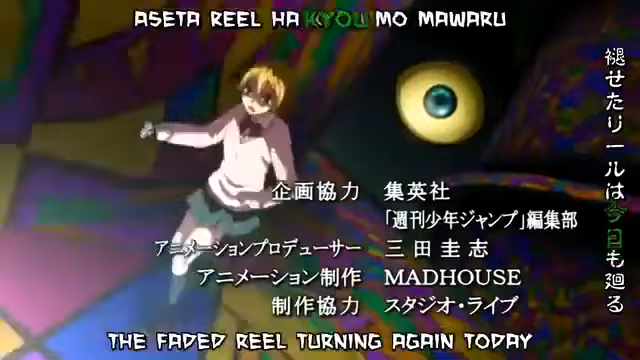 ASETA REEL HA KYOU MO MAWARU
褪せたリールは今日も廻る
企画協力 集英社
「週刊少年ジャンプ」編集部
アニメーションプロデューサー 三田圭志
アニメーション制作 MADHOUSE
制作協力 スタジオ・ライブ
THE FADED REEL TURNING AGAIN TODAY